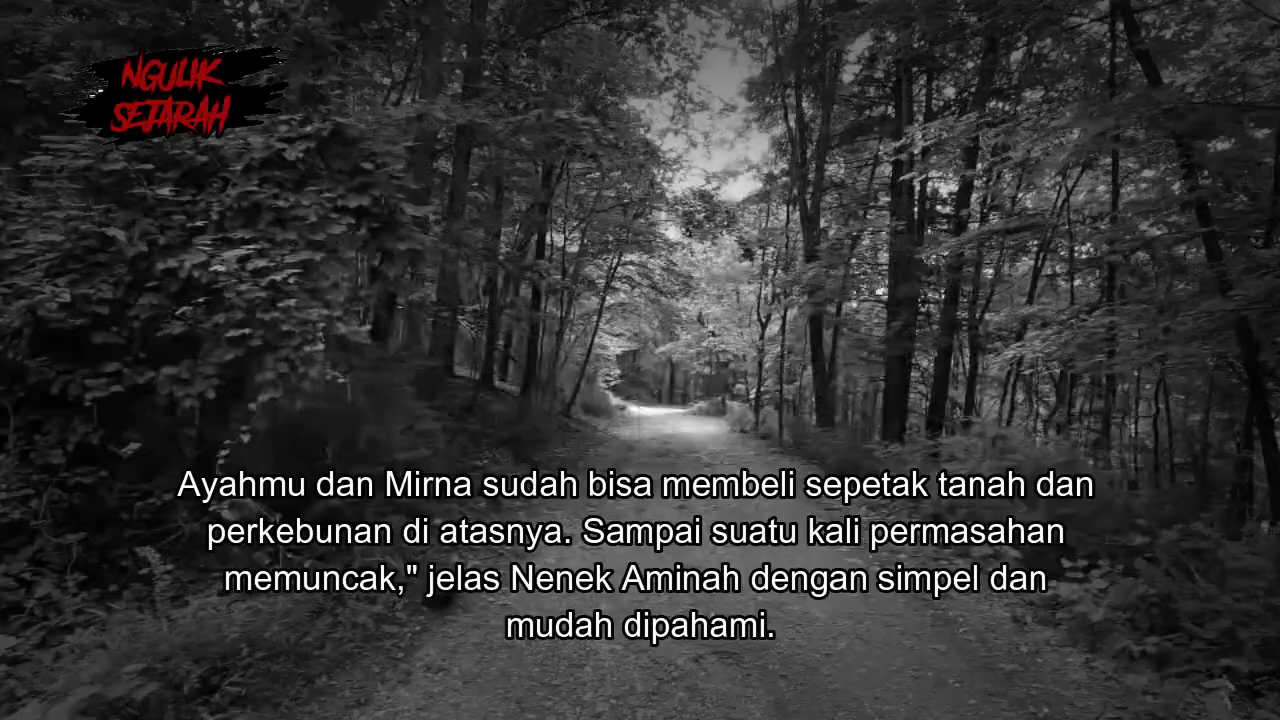 NGULIK
SEJARAH
Ayahmu dan Mirna sudah bisa membeli sepetak tanah dan
perkebunan di atasnya. Sampai suatu kali permasahan
memuncak," jelas Nenek Aminah dengan simpel dan
mudah dipahami.